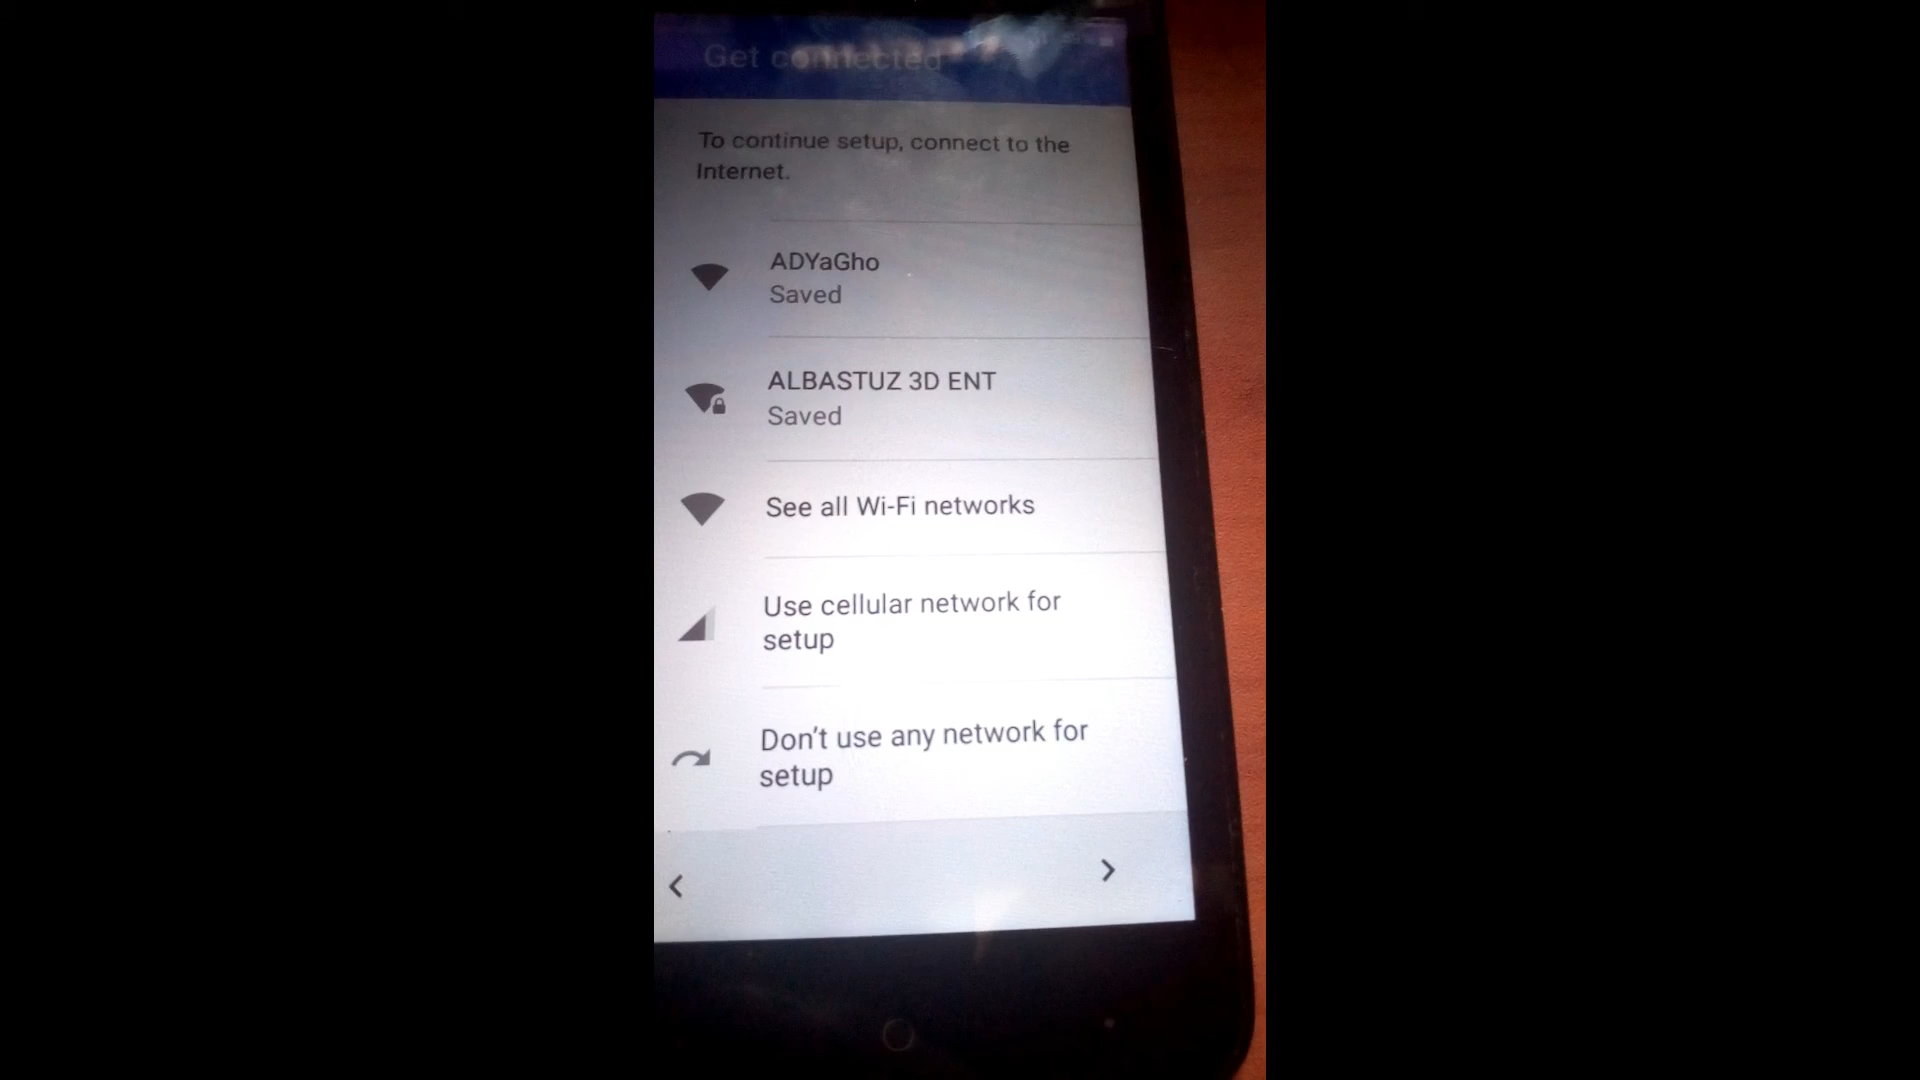 Get connected
To continue setup, connect to the
Internet.
ADYaGho
Saved
ALBASTUZ 3D ENT
Saved
See all Wi-Fi networks
Use cellular network for
setup
Don't use any network for
setup